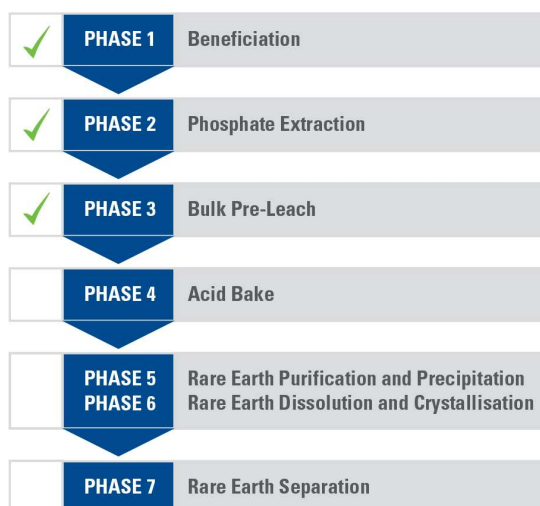 PHASE 1 Beneficiation
PHASE 2 Phosphate Extraction
PHASE 3 Bulk Pre-Leach
PHASE 4 Acid Bake
PHASE 5 Rare Earth Purification and Precipitation
PHASE 6 Rare Earth Dissolution and Crystallisation
PHASE 7 Rare Earth Separation